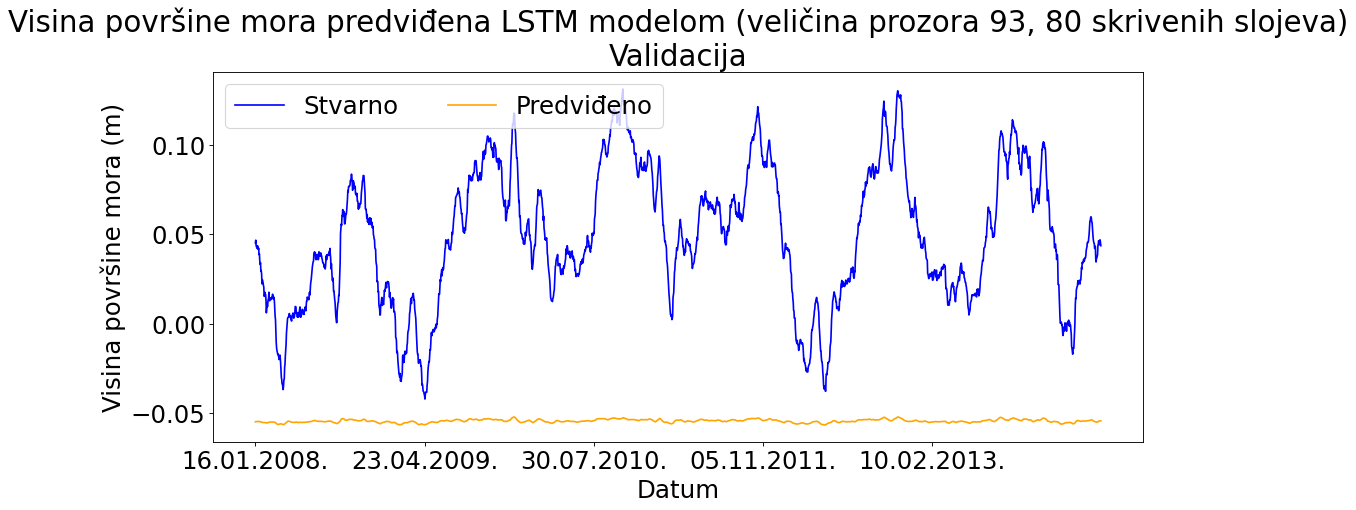 Visina površine mora predviđena LSTM modelom (veličina prozora 93, 80 skrivenih slojeva)
Validacija
Stvarno Predviđeno
Visina površine mora (m)
0.10
0.05
0.00
−0.05
16.01.2008. 23.04.2009. 30.07.2010. 05.11.2011. 10.02.2013.
Datum